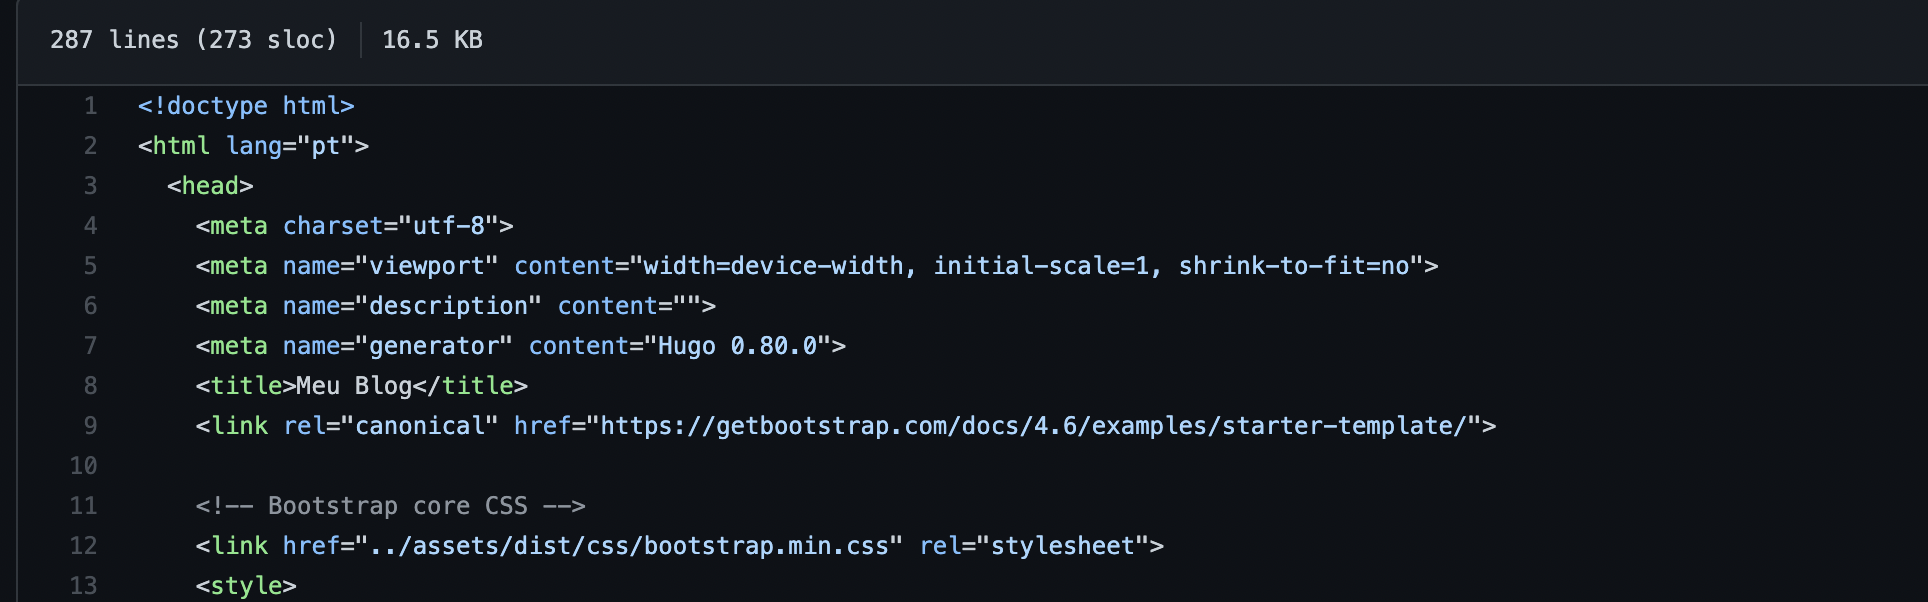 287 lines (273 sloc) 16.5 KB
1 <!doctype html>
2 <html lang="pt">
3 <head>
4 <meta charset="utf-8">
5 <meta name="viewport" content="width=device-width, initial-scale=1, shrink-to-fit=no">
6 <meta name="description" content="">
7 <meta name="generator" content="Hugo 0.80.0">
8 <title>Meu Blog</title>
9 <link rel="canonical" href="https://getbootstrap.com/docs/4.6/examples/starter-template/">
10
11 <!-- Bootstrap core CSS -->
12 <link href="../assets/dist/css/bootstrap.min.css" rel="stylesheet">
13 <style>